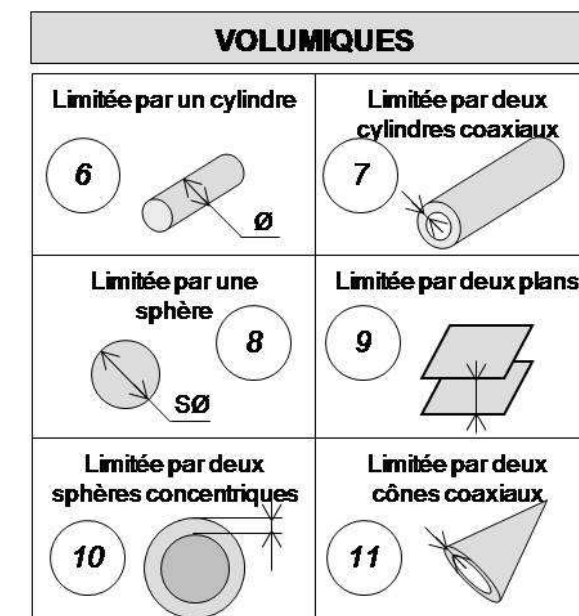 VOLUMIQUES
Limitée par un cylindre
6
Ø
Limitée par deux
cylindres coaxiaux
7
Limitée par une
sphère
8
SØ
Limitée par deux plans
9
Limitée par deux
sphères concentriques
10
Limitée par deux
cônes coaxiaux
11